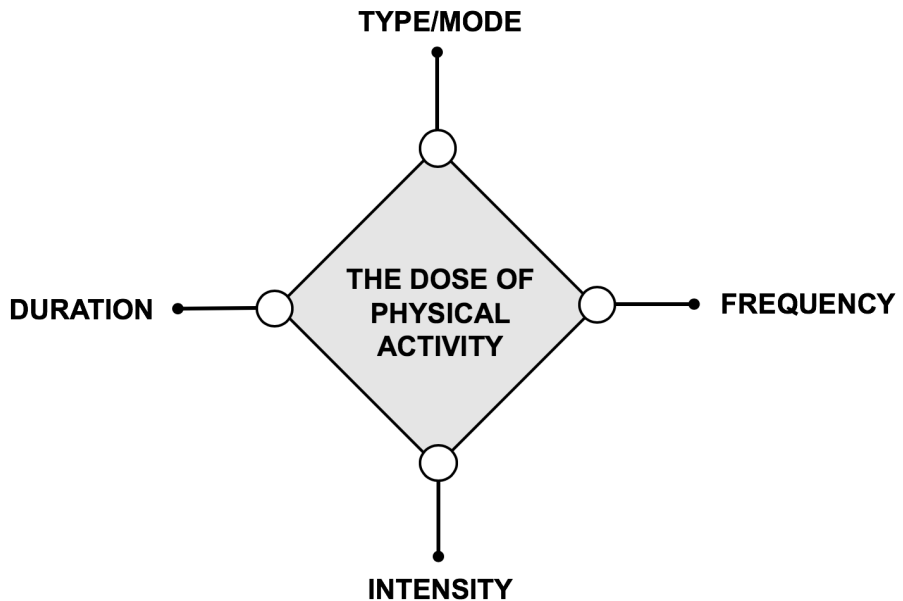 TYPE/MODE
THE DOSE OF
PHYSICAL
ACTIVITY
DURATION
FREQUENCY
INTENSITY